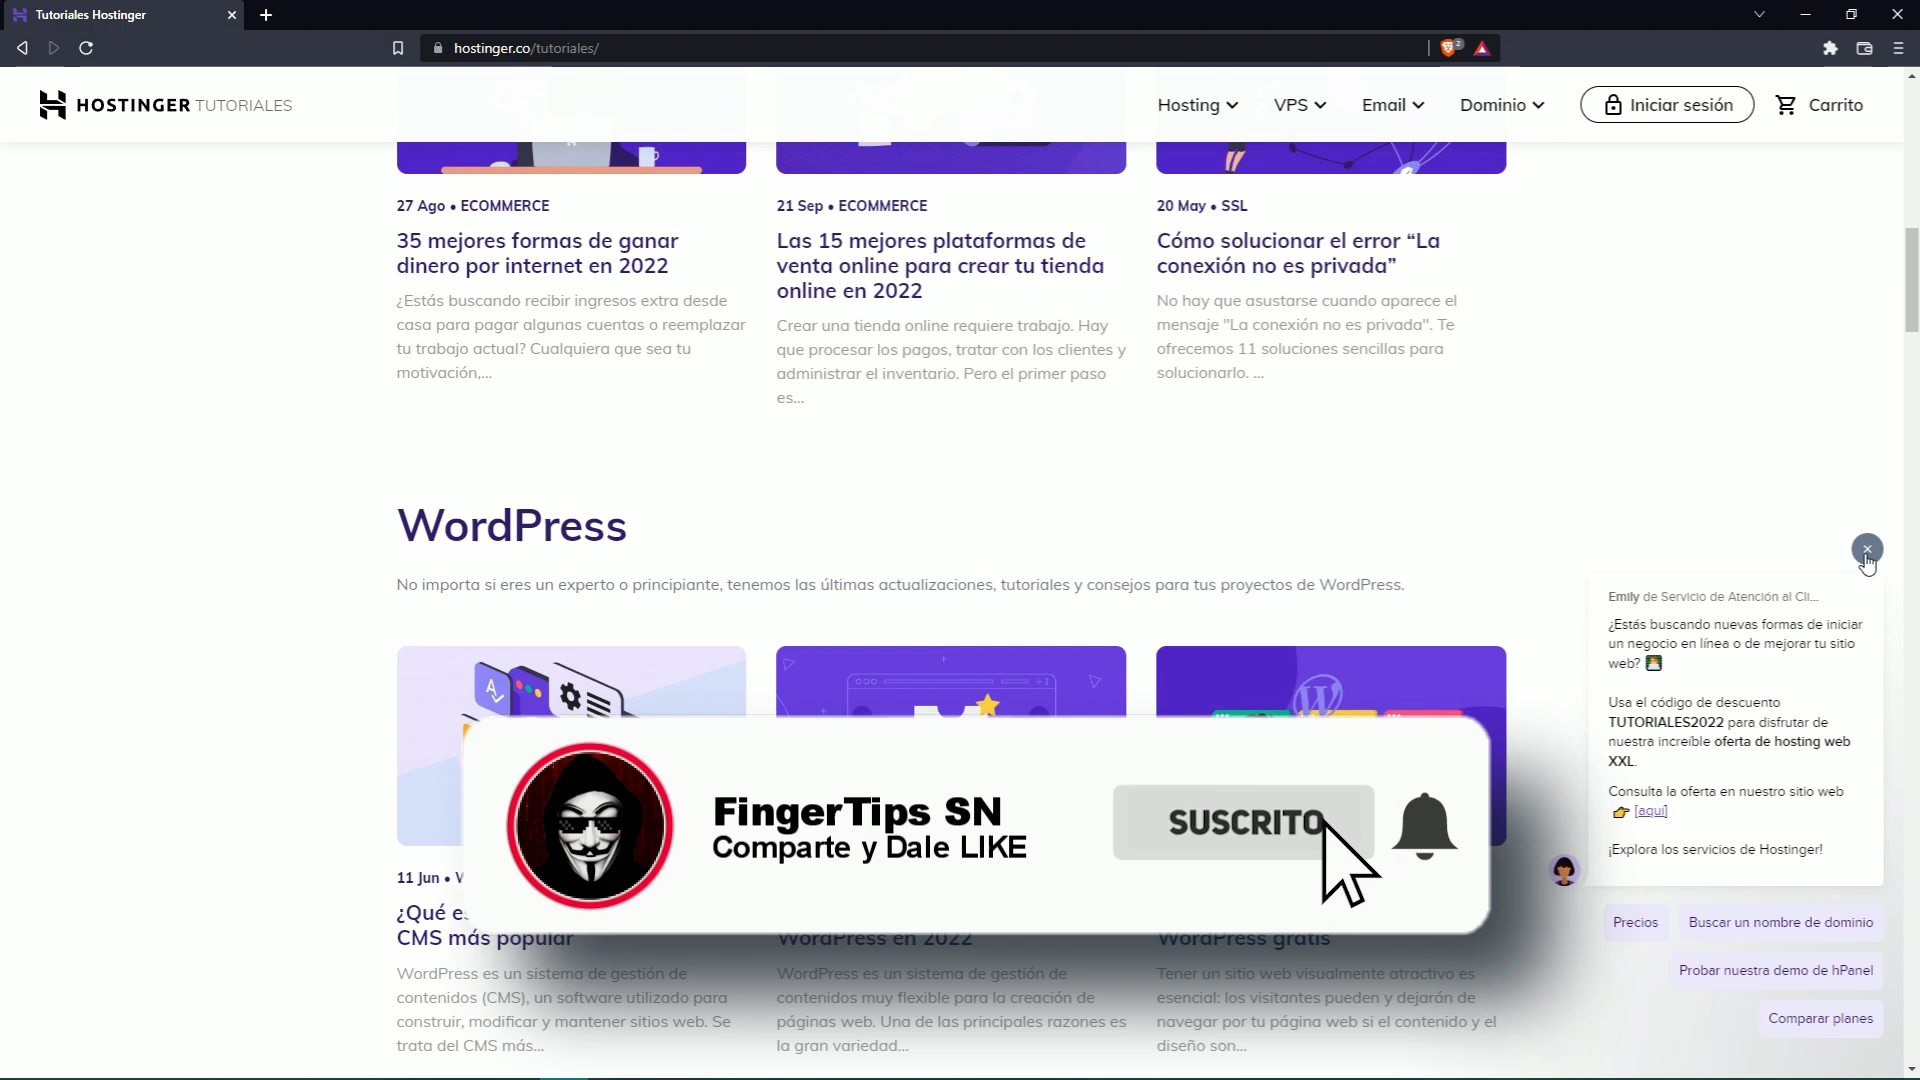 Tutoriales Hostinger
hostinger.co/tutoriales/
2
HOSTINGER TUTORIALES
Hosting
VPS
Email
Dominio
Iniciar sesión
Carrito
27 Ago • ECOMMERCE
35 mejores formas de ganar
dinero por internet en 2022
¿Estás buscando recibir ingresos extra desde
casa para pagar algunas cuentas o reemplazar
tu trabajo actual? Cualquiera que sea tu
motivación,...
21 Sep • ECOMMERCE
Las 15 mejores plataformas de
venta online para crear tu tienda
online en 2022
Crear una tienda online requiere trabajo. Hay
que procesar los pagos, tratar con los clientes y
administrar el inventario. Pero el primer paso
es...
20 May • SSL
Cómo solucionar el error “La
conexión no es privada”
No hay que asustarse cuando aparece el
mensaje "La conexión no es privada". Te
ofrecemos 11 soluciones sencillas para
solucionarlo. ...
WordPress
No importa si eres un experto o principiante, tenemos las últimas actualizaciones, tutoriales y consejos para tus proyectos de WordPress.
11 Jun •
¿Qué
CMS más popular
WordPress es un sistema de gestión de
contenidos (CMS), un software utilizado para
construir, modificar y mantener sitios web. Se
trata del CMS más...
WordPress en 2022
WordPress es un sistema de gestión de
contenidos muy flexible para la creación de
páginas web. Una de las principales razones es
la gran variedad...
WordPress gratis
Tener un sitio web visualmente atractivo es
esencial: los visitantes pueden y dejarán de
navegar por tu página web si el contenido y el
diseño son...
FingerTips SN
Comparte y Dale LIKE
SUSCRITO
Emily de Servicio de Atención al Cli...
¿Estás buscando nuevas formas de iniciar
un negocio en línea o de mejorar tu sitio
web?
Usa el código de descuento
TUTORIALES2022 para disfrutar de
nuestra increíble oferta de hosting web
XXL.
Consulta la oferta en nuestro sitio web
👉 [aquí]
¡Explora los servicios de Hostinger!
Precios
Buscar un nombre de dominio
Probar nuestra demo de hPanel
Comparar planes